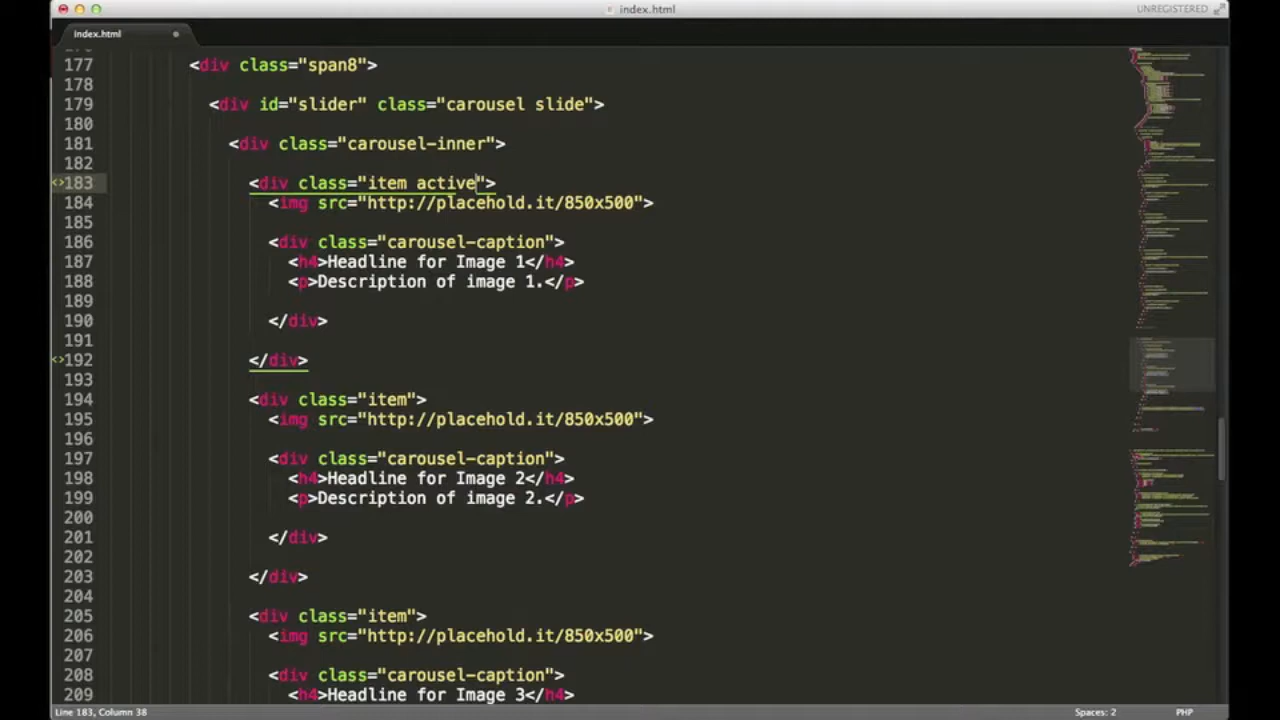 index.html
UNREGISTERED
index.html
177 <div class="span8">
178
179 <div id="slider" class="carousel slide">
180
181 <div class="carousel-inner">
182
183 <div class="item active">
184 <img src="http://placehold.it/850x500">
185
186 <div class="carousel-caption">
187 <h4>Headline for Image 1</h4>
188 <p>Description of image 1.</p>
189
190 </div>
191
192 </div>
193
194 <div class="item">
195 <img src="http://placehold.it/850x500">
196
197 <div class="carousel-caption">
198 <h4>Headline for Image 2</h4>
199 <p>Description of image 2.</p>
200
201 </div>
202
203 </div>
204
205 <div class="item">
206 <img src="http://placehold.it/850x500">
207
208 <div class="carousel-caption">
209 <h4>Headline for Image 3</h4>
Line 183, Column 38
Spaces: 2
PHP